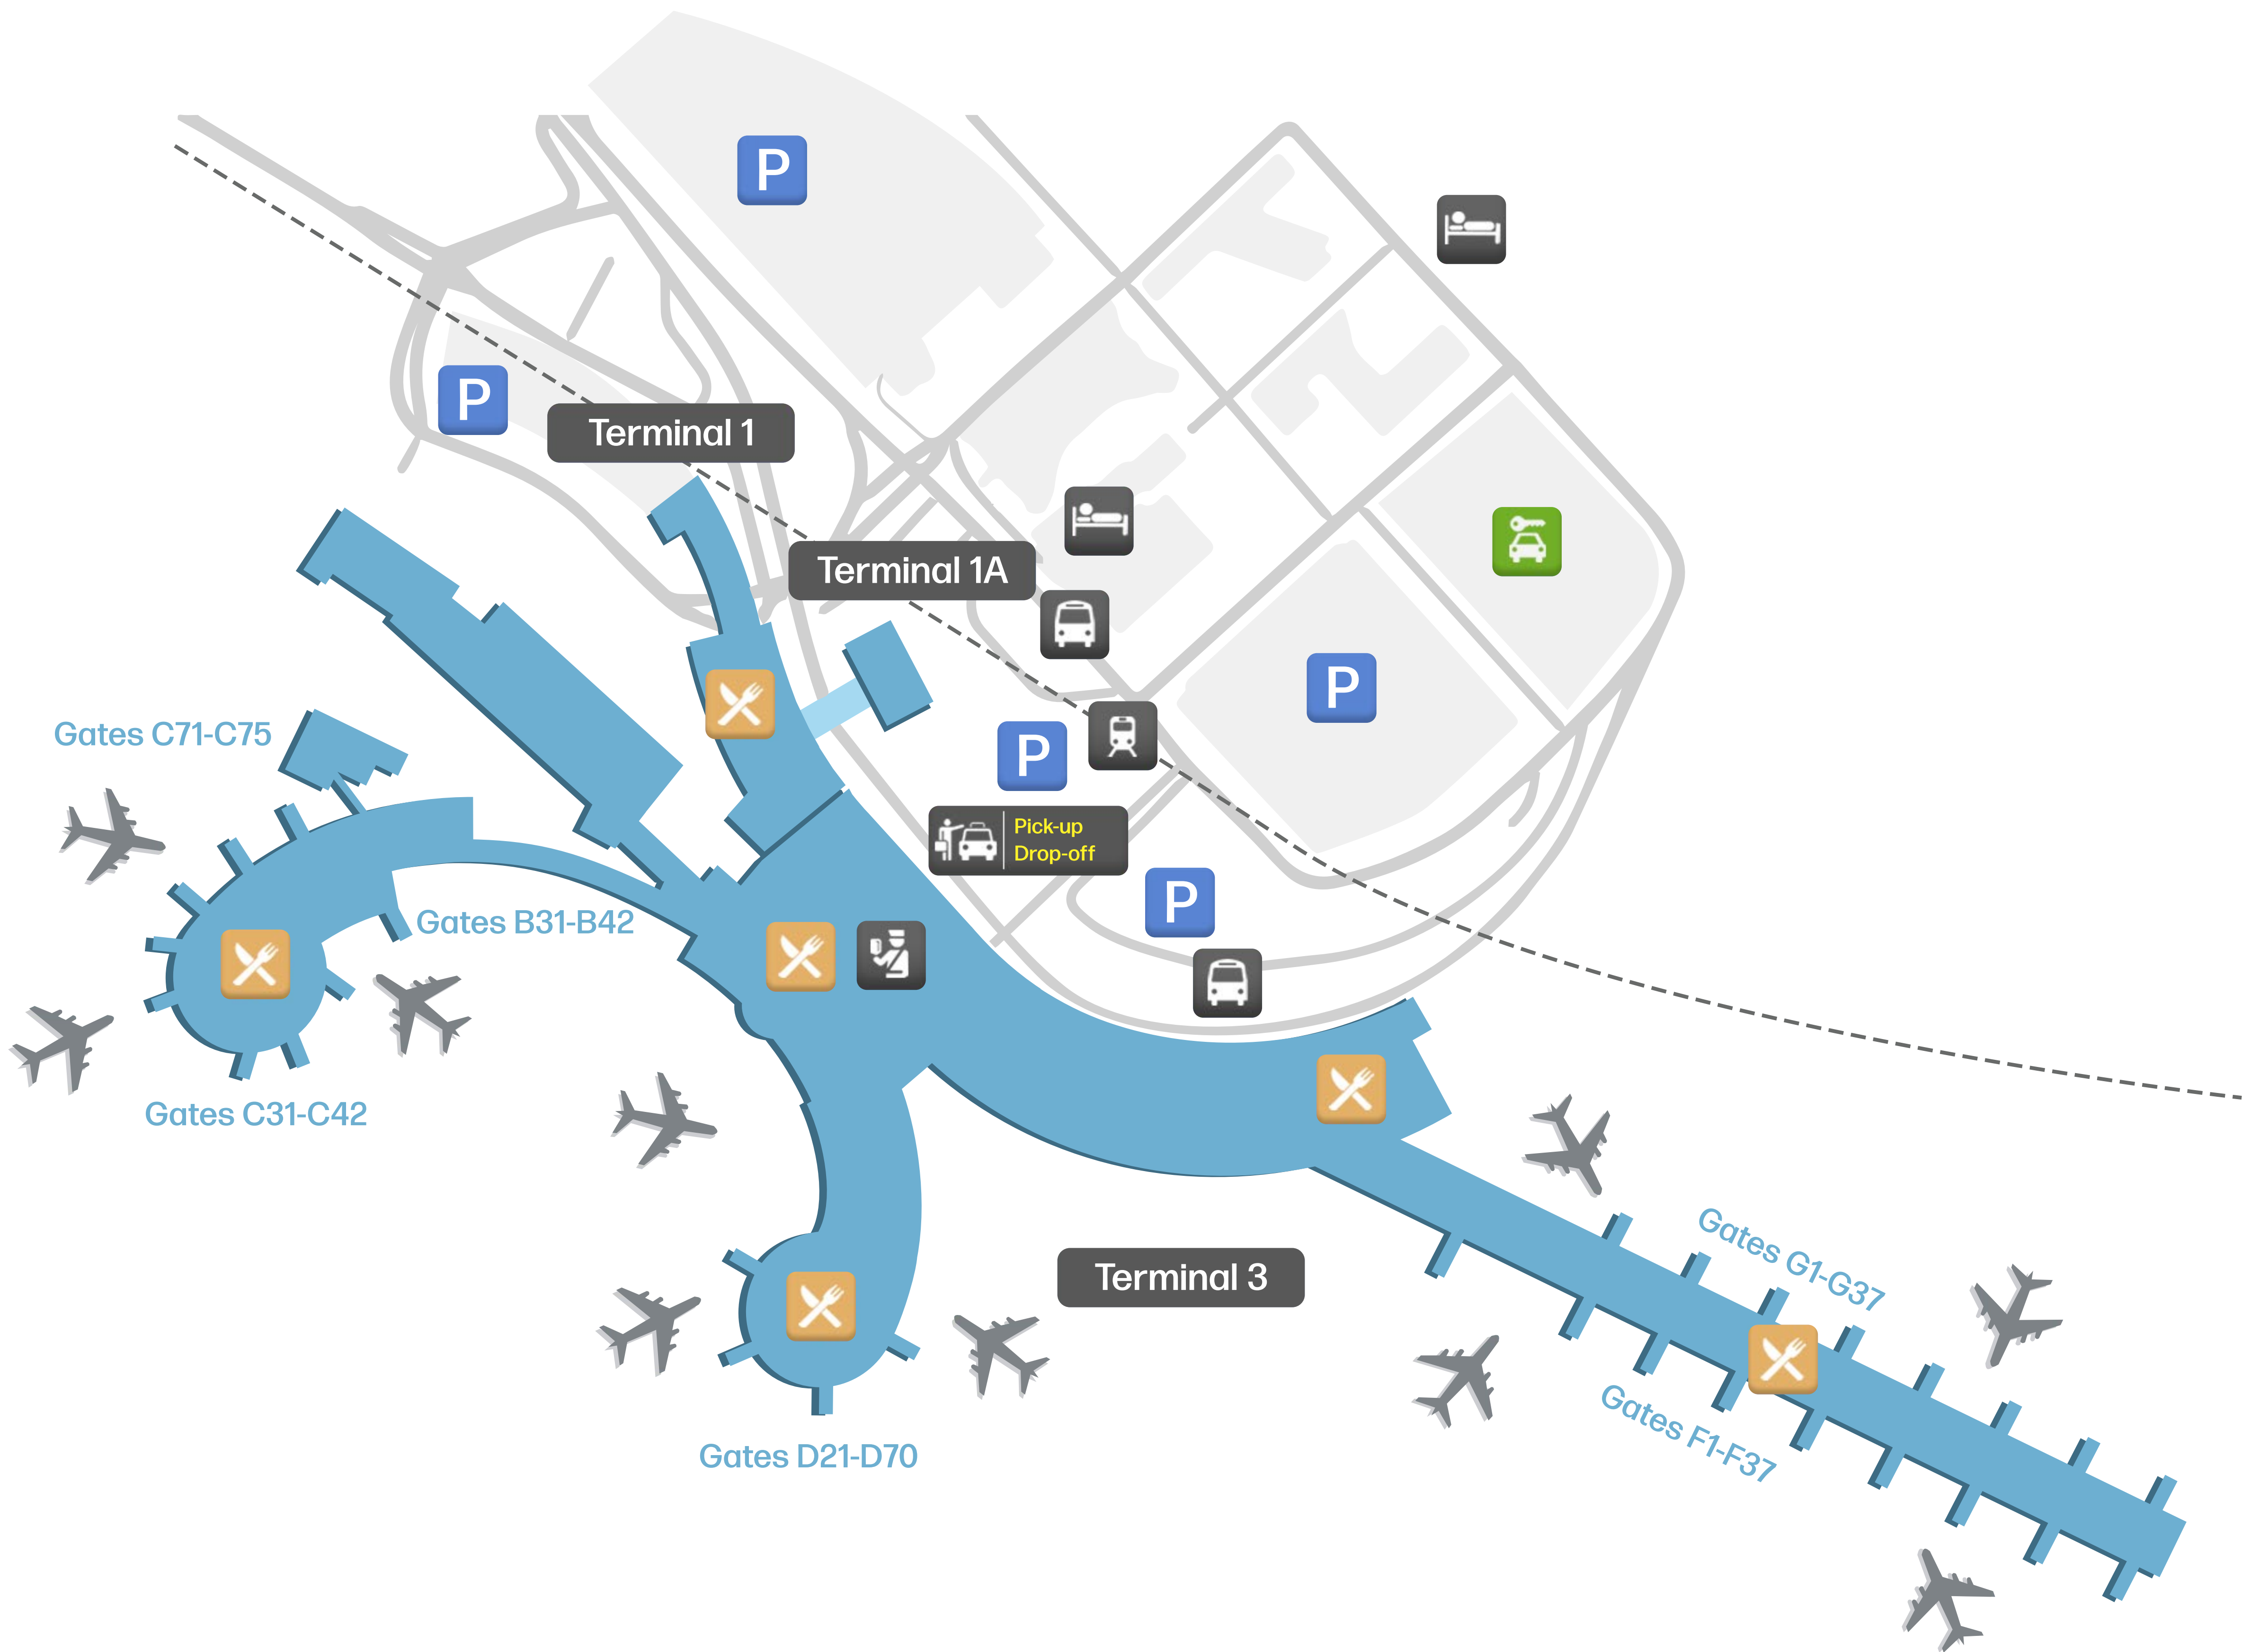 P
P
Terminal 1
Terminal 1A
P
Gates C71-C75
P
Pick-up
Drop-off
P
Gates B31-B42
Gates C31-C42
Gates G1-G37
Terminal 3
Gates F1-F37
Gates D21-D70